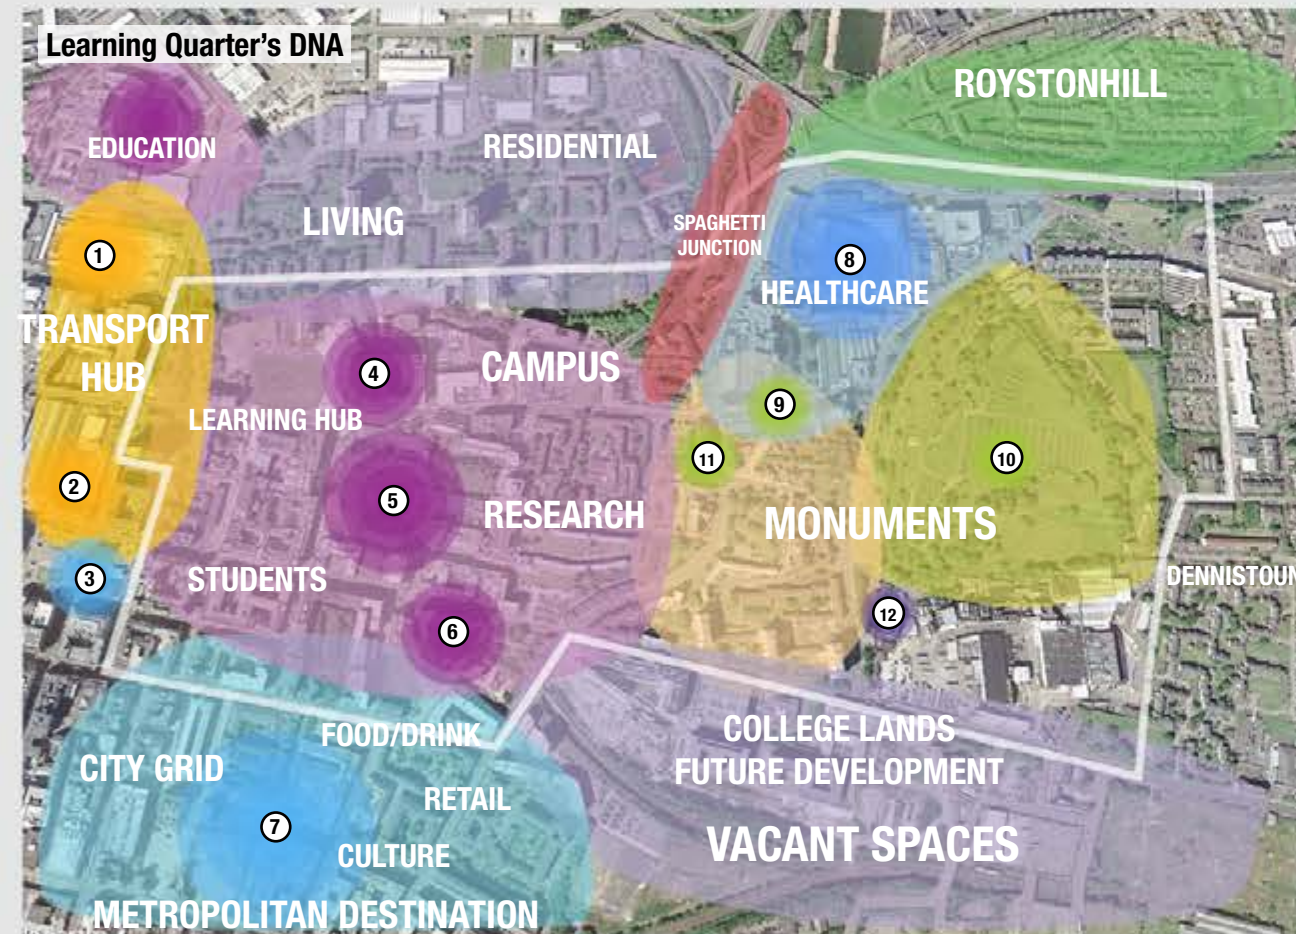 Learning Quarter's DNA
ROYSTONHILL
EDUCATION
RESIDENTIAL
LIVING
SPAGHETTI
JUNCTION
1
8
HEALTHCARE
TRANSPORT
HUB
4
CAMPUS
9
LEARNING HUB
11
10
2
5
RESEARCH
MONUMENTS
3
STUDENTS
DENNISTOUN
12
6
FOOD/DRINK
COLLEGE LANDS
FUTURE DEVELOPMENT
CITY GRID
RETAIL
7
CULTURE
VACANT SPACES
METROPOLITAN DESTINATION